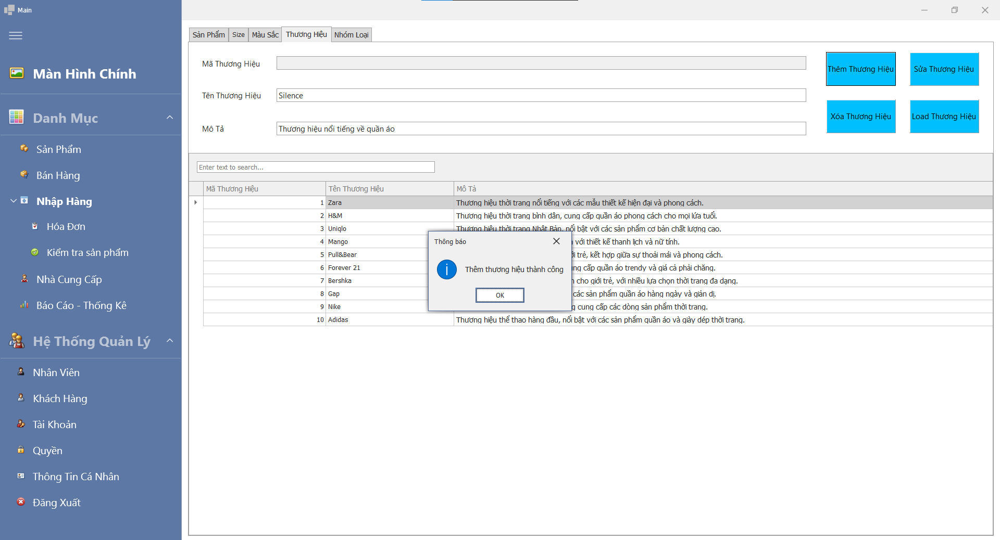 Main
Màn Hình Chính
Danh Mục
Sản Phẩm
Bán Hàng
Nhập Hàng
Hóa Đơn
Kiểm tra sản phẩm
Nhà Cung Cấp
Báo Cáo - Thống Kê
Hệ Thống Quản Lý
Nhân Viên
Khách Hàng
Tài Khoản
Quyền
Thông Tin Cá Nhân
Đăng Xuất
Sản Phẩm Size Màu Sắc Thương Hiệu Nhóm Loại
Mã Thương Hiệu
Tên Thương Hiệu Silence
Mô Tả Thương hiệu nổi tiếng về quần áo
Thêm Thương Hiệu Sửa Thương Hiệu
Xóa Thương Hiệu Load Thương Hiệu
Enter text to search...
Mã Thương Hiệu Tên Thương Hiệu Mô Tả
1 Zara Thương hiệu thời trang nổi tiếng với các mẫu thiết kế hiện đại và phong cách.
2 H&M Thương hiệu thời trang bình dân, cung cấp quần áo phong cách cho mọi lứa tuổi.
3 Uniqlo Thương hiệu thời trang Nhật Bản, nổi bật với các sản phẩm cơ bản chất lượng cao.
4 Mango với thiết kế thanh lịch và nữ tính.
5 Pull&Bear trẻ, kết hợp giữa sự thoải mái và phong cách.
6 Forever 21 cấp quần áo trendy và giá cả phải chăng.
7 Bershka cho giới trẻ, với nhiều lựa chọn thời trang đa dạng.
8 Gap các sản phẩm quần áo hàng ngày và giản dị.
9 Nike cung cấp các dòng sản phẩm thời trang.
10 Adidas Thương hiệu thể thao hàng đầu, nổi bật với các sản phẩm quần áo và giày dép thời trang.
Thông báo
Thêm thương hiệu thành công
OK